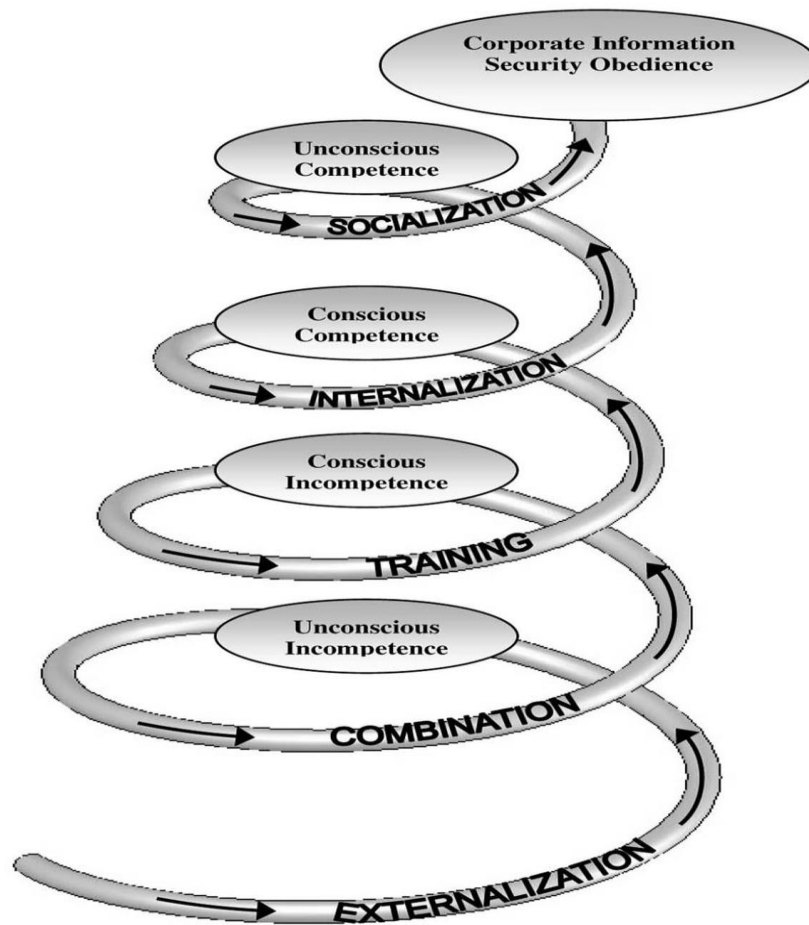 Corporate Information
Security Obedience
Unconscious
Competence
SOCIALIZATION
Conscious
Competence
INTERNALIZATION
Conscious
Incompetence
TRAINING
Unconscious
Incompetence
COMBINATION
EXTERNALIZATION